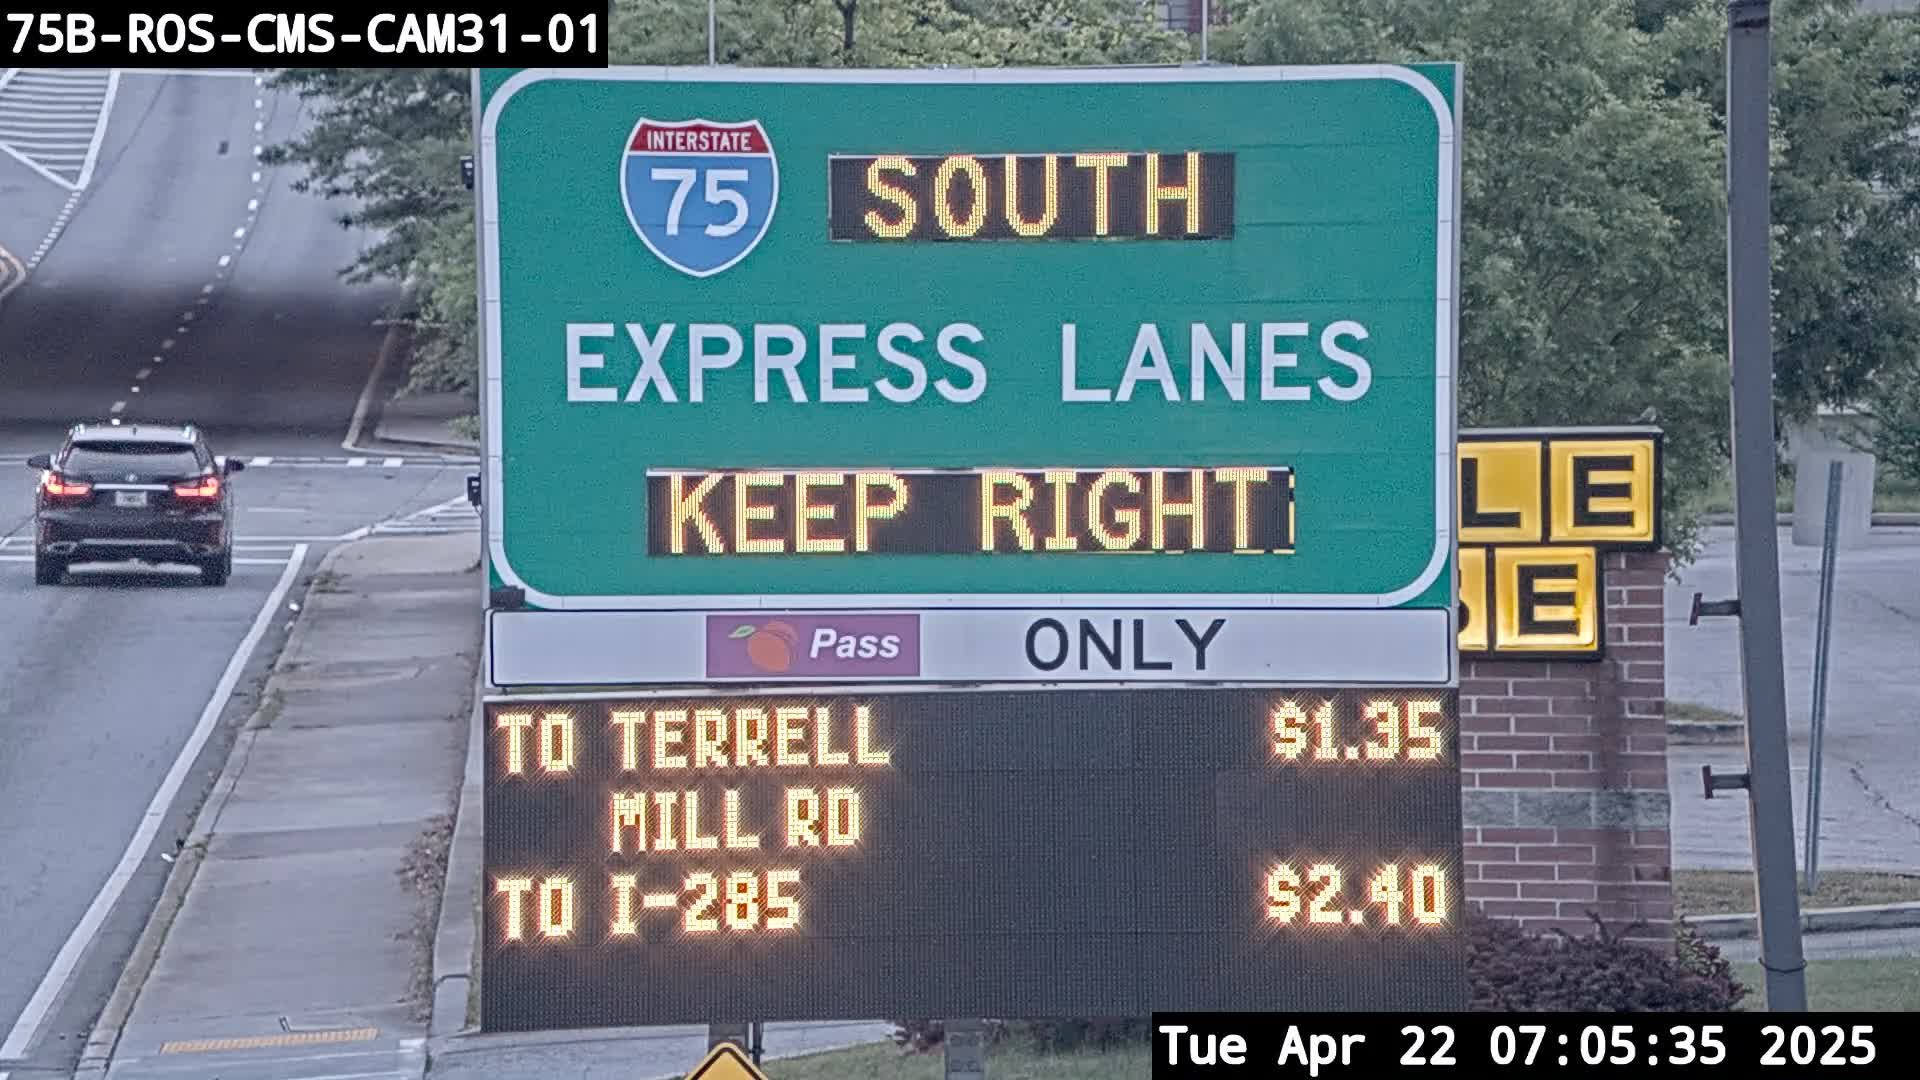 75B-ROS-CMS-CAM31-01
INTERSTATE
75
SOUTH
EXPRESS LANES
KEEP RIGHT
Pass ONLY
LE
E
TO TERRELL $1.35
MILL RD
TO I-285 $2.40
Tue Apr 22 07:05:35 2025